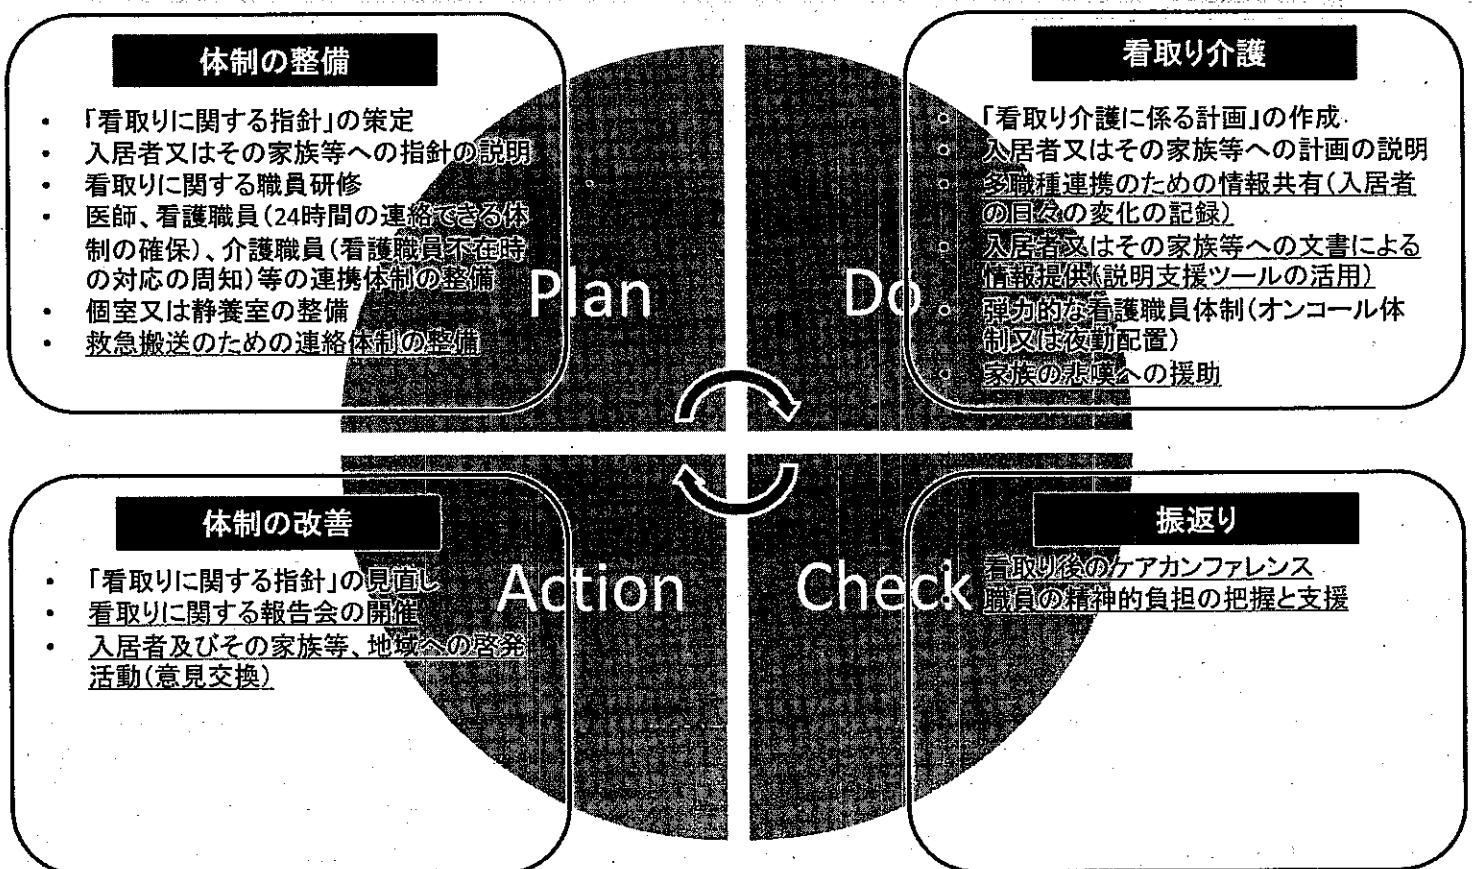 体制の整備
・ 「看取りに関する指針」の策定
・ 入居者又はその家族等への指針の説明
・ 看取りに関する職員研修
・ 医師、看護職員(24時間の連絡できる体
制の確保)、介護職員(看護職員不在時
の対応の周知)等の連携体制の整備
・ 個室又は静養室の整備
・ 救急搬送のための連絡体制の整備
Plan
看取り介護
「看取り介護に係る計画」の作成
入居者又はその家族等への計画の説明
多職種連携のための情報共有(入居者
の日々の変化の記録)
入居者又はその家族等への文書による
情報提供(説明支援ツールの活用)
弾力的な看護職員体制(オンコール体
制又は夜勤配置)
家族の悲嘆への援助
Do
体制の改善
・ 「看取りに関する指針」の見直し
・ 看取りに関する報告会の開催
・ 入居者及びその家族等、地域への啓発
活動(意見交換)
Action
振返り
看取り後のケアカンファレンス
職員の精神的負担の把握と支援
Check